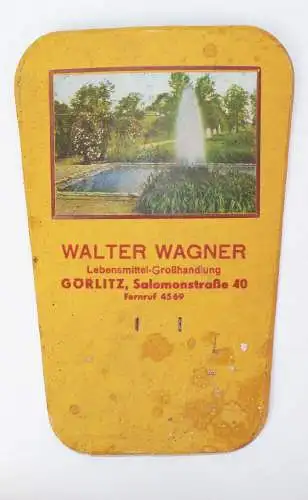 WALTER WAGNER
Lebensmittel-Großhandlung
GÖRLITZ, Salomonstraße 40
Fernruf 4569